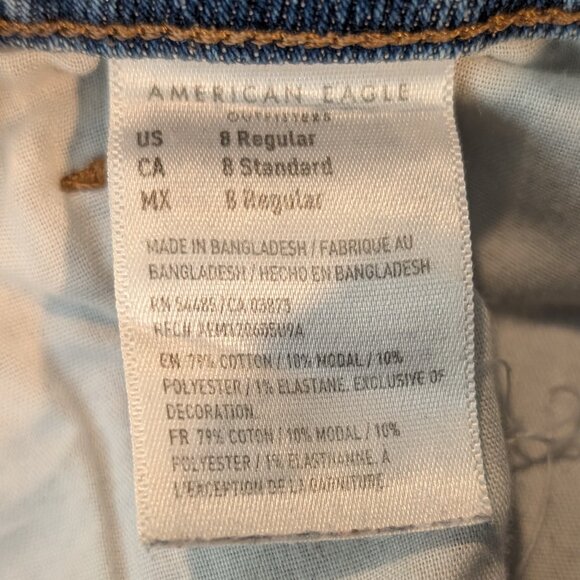 AMERICAN EAGLE
OUTFITTERS
US 8 Regular
CA 8 Standard
MX 8 Regular
MADE IN BANGLADESH / FABRIQUÉ AU
BANGLADESH / HECHO EN BANGLADESH
RN 54485 / CA 03873
EN 79% COTTON / 10% MODAL / 10%
POLYESTER / 1% ELASTANE. EXCLUSIVE OF
DECORATION.
FR 79% COTON / 10% MODAL / 10%
POLYESTER / 1% ÉLASTHANNE. À
L'EXCEPTION DE LA GARNITURE